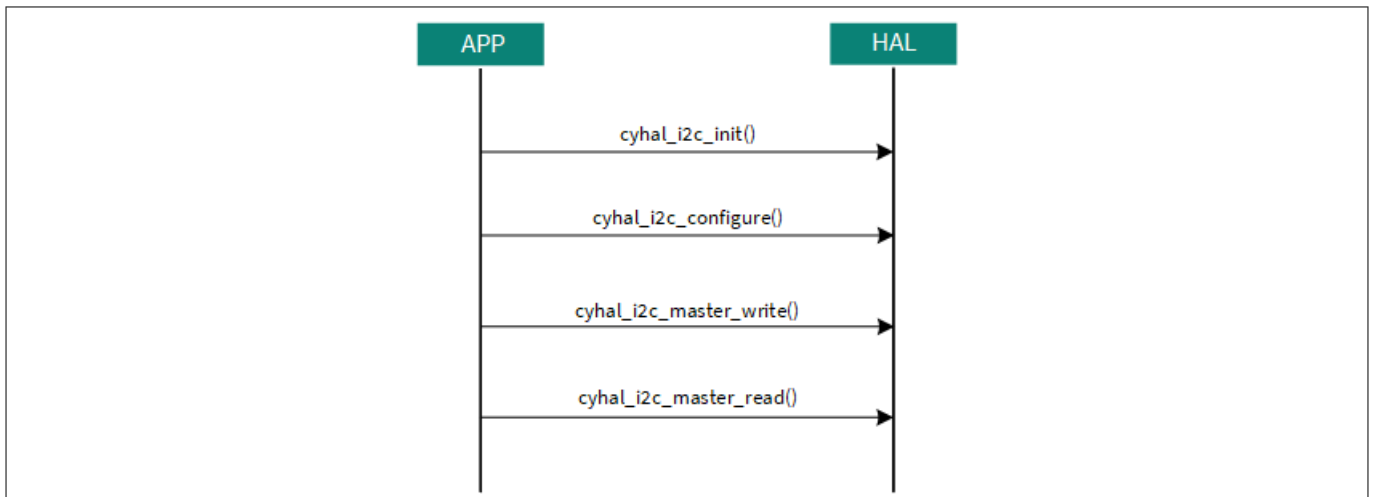 APP
HAL
cyhal_i2c_init()
cyhal_i2c_configure()
cyhal_i2c_master_write()
cyhal_i2c_master_read()